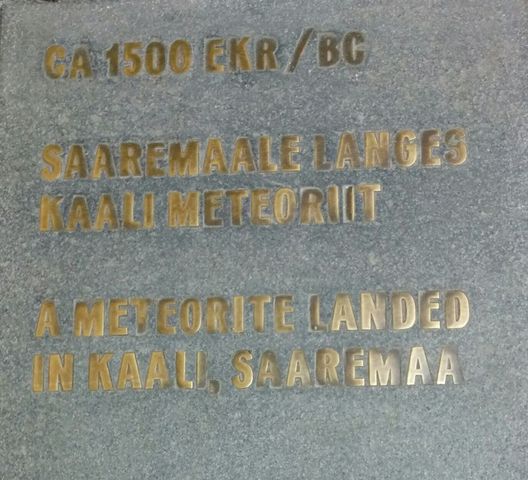 CA 1500 EKR / BC
SAAREMAALE LANGES
KAALI METEORIIT
A METEORITE LANDED
IN KAALI, SAAREMAA